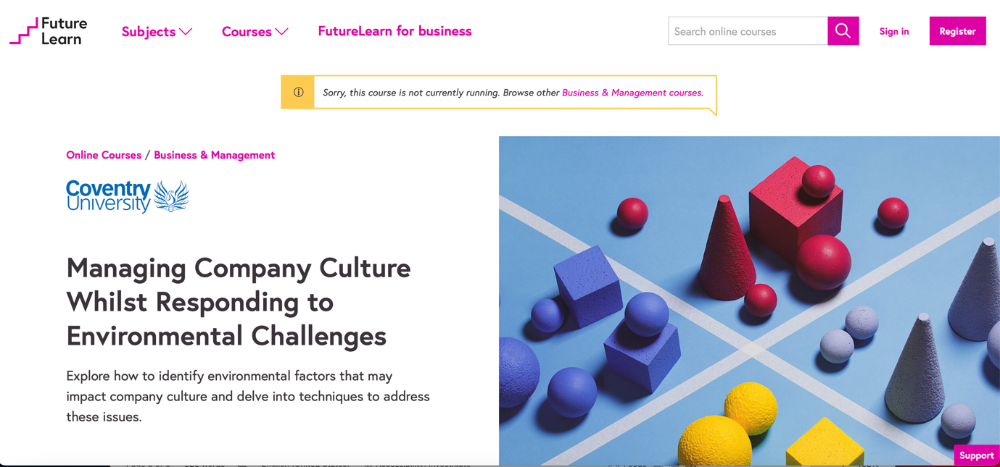 Future
Learn
Subjects
Courses
FutureLearn for business
Search online courses
Sign in
Register
Sorry, this course is not currently running. Browse other Business & Management courses.
Online Courses / Business & Management
Coventry
University
Managing Company Culture
Whilst Responding to
Environmental Challenges
Explore how to identify environmental factors that may
impact company culture and delve into techniques to address
these issues.
Support